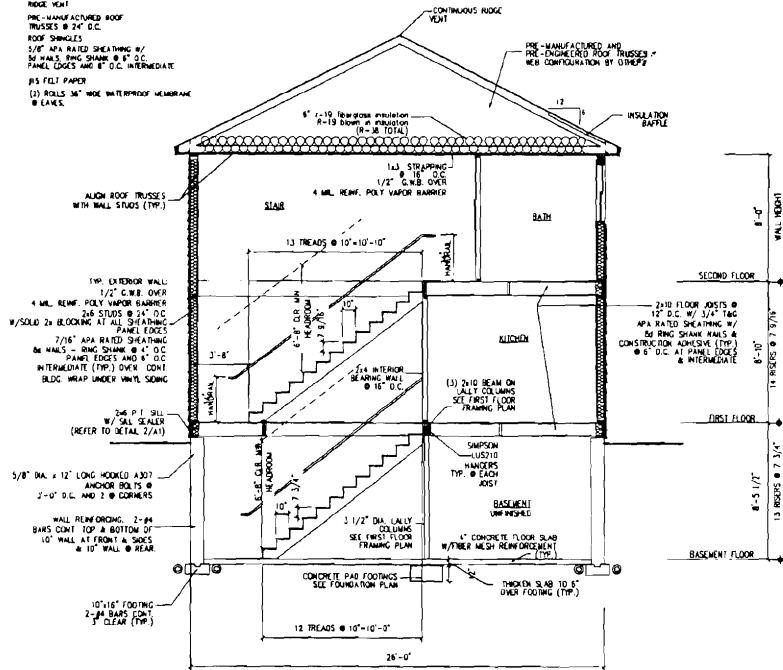 RIDGE VENT
PRE-MANUFACTURED ROOF
TRUSSES @ 24" O.C.
ROOF SHINGLES
5/8" APA RATED SHEATHING W/
8d NAILS, RING SHANK @ 6" O.C.
PANEL EDGES AND 8" O.C. INTERMEDIATE
#15 FELT PAPER
(2) ROLLS 36" WIDE WATERPROOF MEMBRANE
@ EAVES.
CONTINUOUS RIDGE
VENT
PRE-MANUFACTURED AND
PRE-ENGINEERED ROOF TRUSSES
WEB CONFIGURATION BY OTHERS
12
6
INSULATION
BAFFLE
6" r-19 fiberglass insulation
R-19 blown in insulation
(R-38 TOTAL)
1x3 STRAPPING
@ 16" O.C.
1/2" G.W.B. OVER
4 MIL. REINF. POLY VAPOR BARRIER
ALIGN ROOF TRUSSES
WITH WALL STUDS (TYP.)
STAIR
BATH
8'-0"
WALL HEIGHT
13 TREADS @ 10"=10'-10"
HANDRAIL
SECOND FLOOR
TYP. EXTERIOR WALL:
1/2" G.W.B. OVER
4 MIL. REINF. POLY VAPOR BARRIER
2x6 STUDS @ 24" O.C
W/SOLID 2x BLOCKING AT ALL SHEATHING
PANEL EDGES
7/16" APA RATED SHEATHING
8d NAILS - RING SHANK @ 4" O.C
PANEL EDGES AND 6" O.C
INTERMEDIATE (TYP.) OVER CONT.
BLDG. WRAP UNDER VINYL SIDING
6'-8" CLR MIN
HEADROOM
7 9/16"
10"
3'-8"
HANDRAIL
KITCHEN
2x10 FLOOR JOISTS @
12" O.C. W/ 3/4" T&G
APA RATED SHEATHING W/
8d RING SHANK NAILS &
CONSTRUCTION ADHESIVE (TYP.)
@ 6" O.C. AT PANEL EDGES
& INTERMEDIATE
8'-10"
14 RISERS @ 7 9/16"
2x4 INTERIOR
BEARING WALL
@ 16" O.C.
(3) 2x10 BEAM ON
LALLY COLUMNS
SEE FIRST FLOOR
FRAMING PLAN
FIRST FLOOR
2x6 P.T. SILL
W/ SILL SEALER
(REFER TO DETAIL 2/A1)
5/8" DIA. x 12" LONG HOOKED A307
ANCHOR BOLTS @
3'-0" O.C. AND 2 @ CORNERS
WALL REINFORCING: 2-#4
BARS CONT. TOP & BOTTOM OF
10" WALL AT FRONT & SIDES
& 10" WALL @ REAR.
6'-8" CLR MIN
HEADROOM
7 3/4"
10"
SIMPSON
LUS210
HANGERS
TYP. @ EACH
JOIST
BASEMENT
UNFINISHED
3 1/2" DIA. LALLY
COLUMNS
SEE FIRST FLOOR
FRAMING PLAN
4" CONCRETE FLOOR SLAB
W/FIBER MESH REINFORCEMENT
(TYP.)
8'-5 1/2"
13 RISERS @ 7 3/4"
BASEMENT FLOOR
CONCRETE PAD FOOTINGS
SEE FOUNDATION PLAN
12"
THICKEN SLAB TO 6"
OVER FOOTING (TYP.)
10"x16" FOOTING
2-#4 BARS CONT.
3" CLEAR (TYP.)
12 TREADS @ 10"=10'-0"
26'-0"